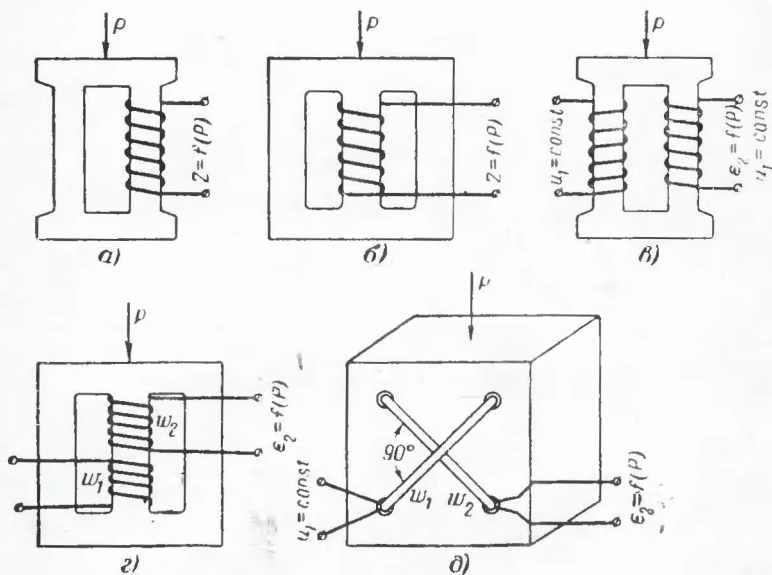 P
Z=f(P)
а)
P
Z=f(P)
б)
P
u₁=const
ε₂=f(P)
u₁=const
в)
P
w₂
w₁
ε₂=f(P)
г)
P
90°
w₁ w₂
u₁=const
ε₂=f(P)
д)